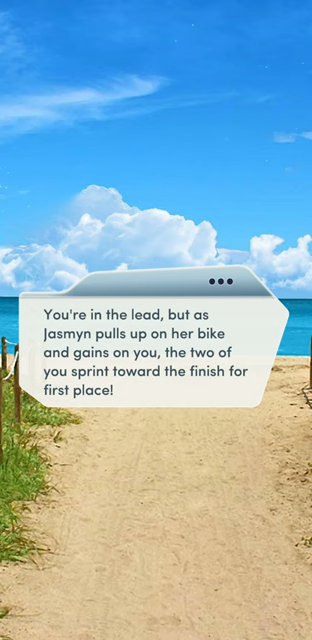 You're in the lead, but as
Jasmyn pulls up on her bike
and gains on you, the two of
you sprint toward the finish for
first place!